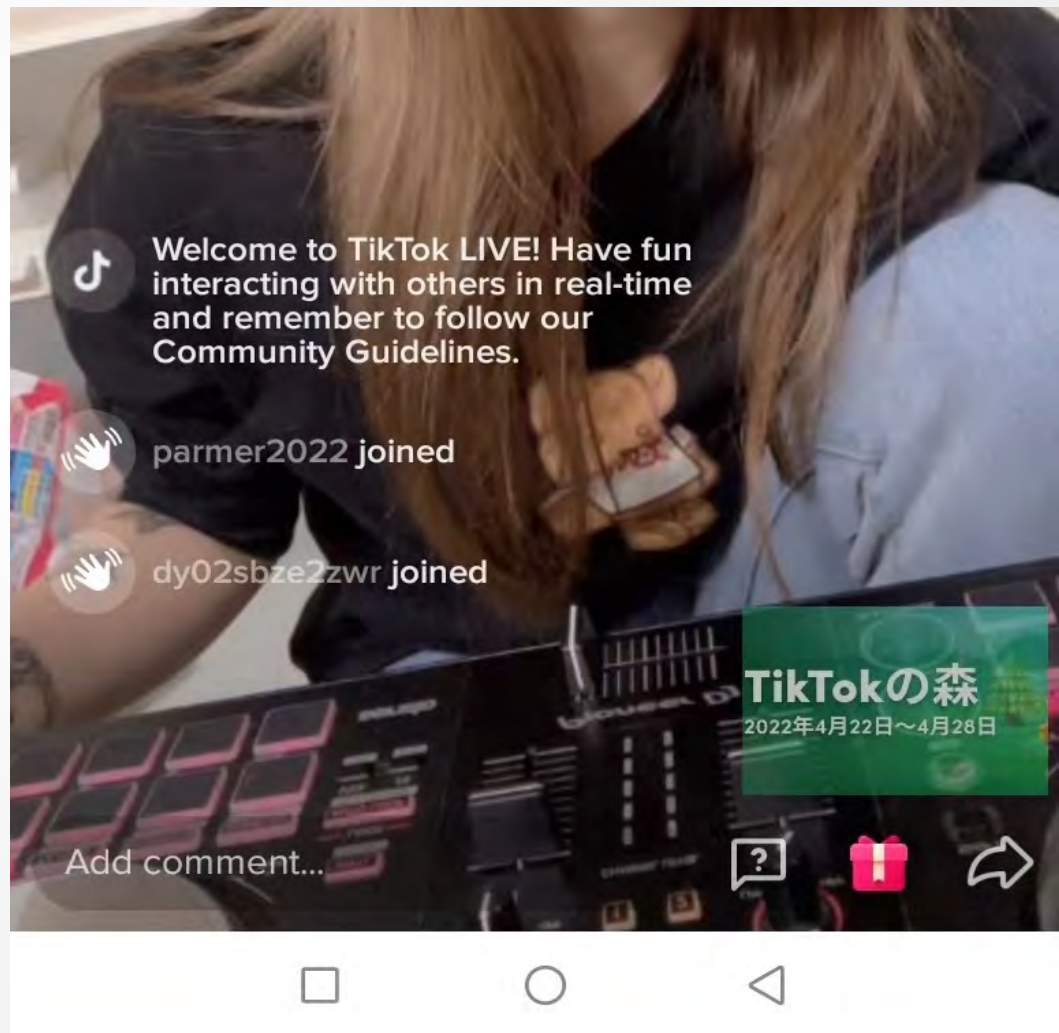 Welcome to TikTok LIVE! Have fun
interacting with others in real-time
and remember to follow our
Community Guidelines.
parmer2022 joined
dy02sbze2zwr joined
TikTokの森
2022年4月22日～4月28日
Add comment...
?